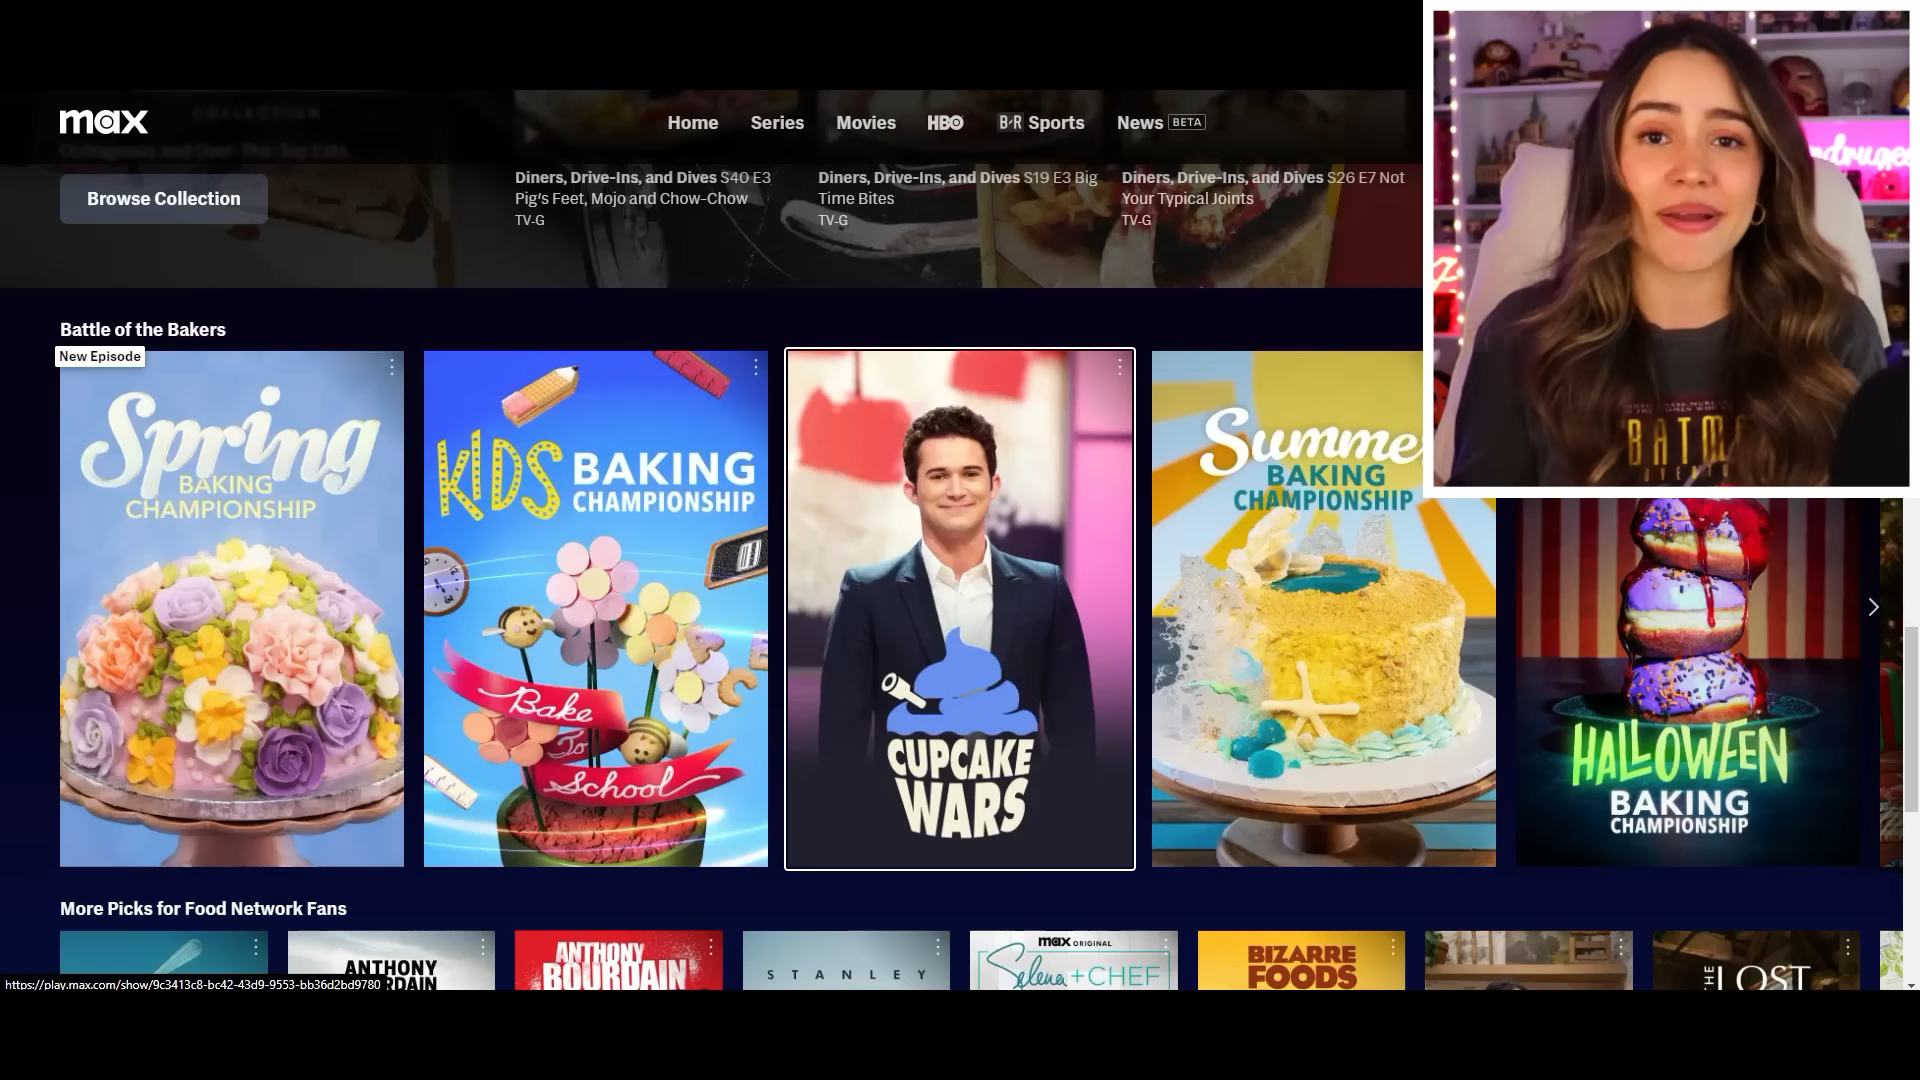 max
Home
Series
Movies
HBO
B/R Sports
News BETA
Browse Collection
Diners, Drive-Ins, and Dives S40 E3
Pig's Feet, Mojo and Chow-Chow
TV-G
Diners, Drive-Ins, and Dives S19 E3 Big
Time Bites
TV-G
Diners, Drive-Ins, and Dives S26 E7 Not
Your Typical Joints
TV-G
Battle of the Bakers
New Episode
Spring
BAKING
CHAMPIONSHIP
KIDS BAKING
CHAMPIONSHIP
Bake
To
School
CUPCAKE
WARS
Summer
BAKING
CHAMPIONSHIP
HALLOWEEN
BAKING
CHAMPIONSHIP
More Picks for Food Network Fans
ANTHONY
ANTHONY
BOURDAIN
STANLEY
max ORIGINAL
Selena + CHEF
BIZARRE
FOODS
THE LOST
https://play.max.com/show/9c3413c8-bc42-43d9-9553-bb36d2bd9780